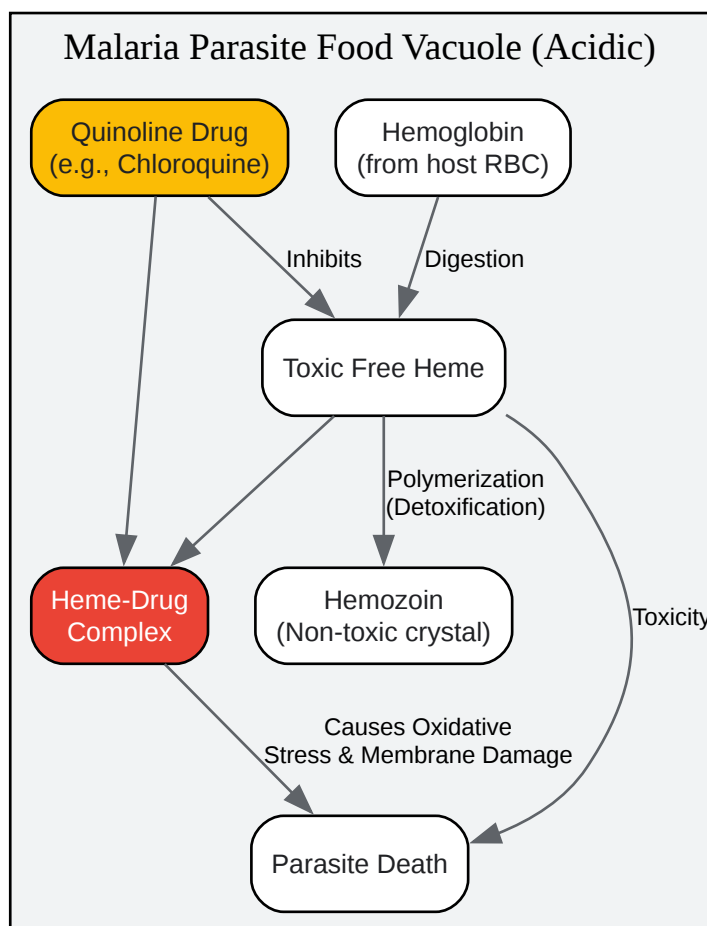 Malaria Parasite Food Vacuole (Acidic)
Quinoline Drug
(e.g., Chloroquine)
Hemoglobin
(from host RBC)
Inhibits
Digestion
Toxic Free Heme
Polymerization
(Detoxification)
Heme-Drug
Complex
Hemozoin
(Non-toxic crystal)
Toxicity
Causes Oxidative
Stress & Membrane Damage
Parasite Death